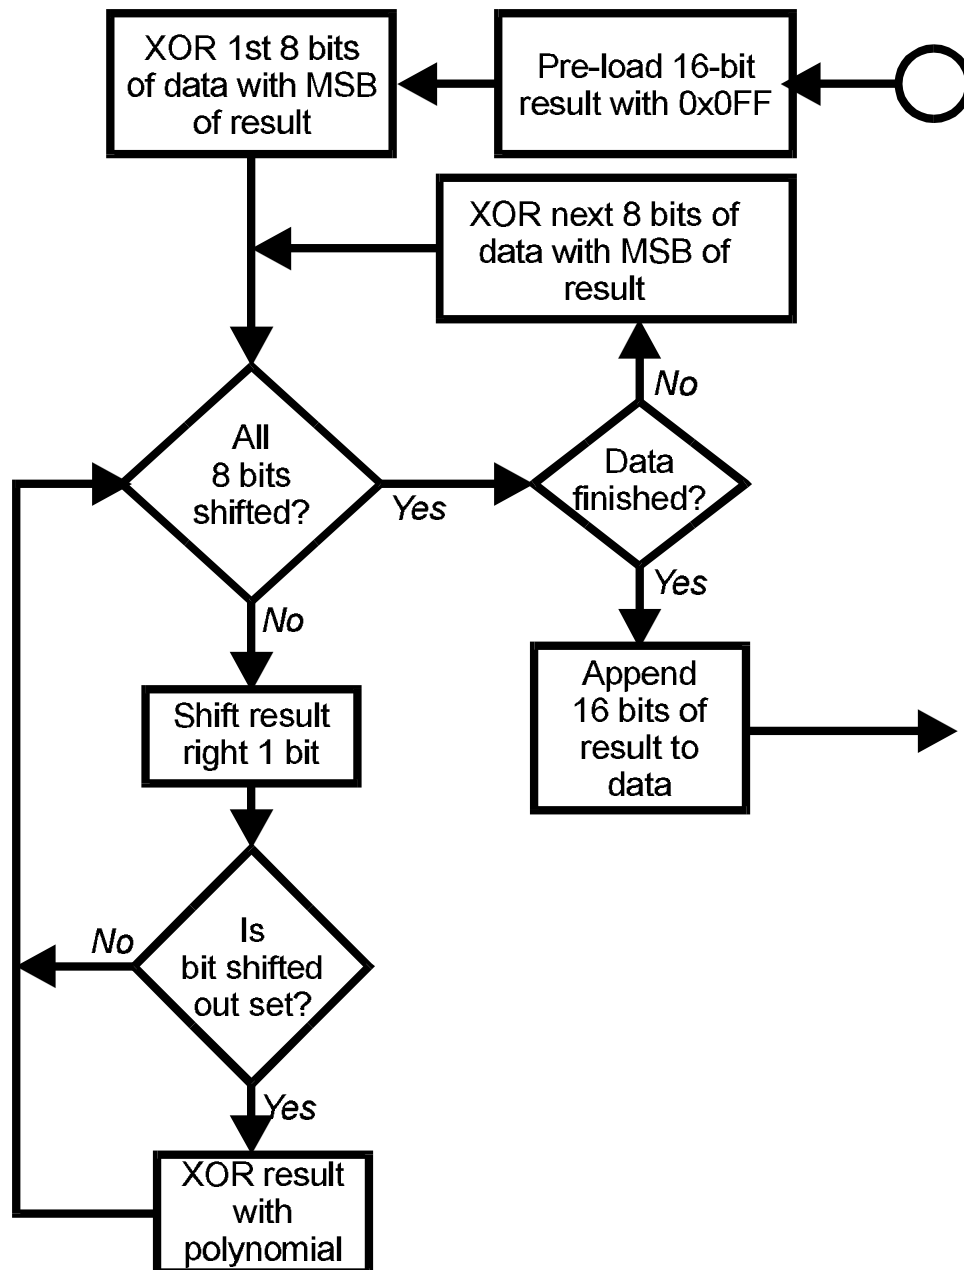 XOR 1st 8 bits
of data with MSB
of result
Pre-load 16-bit
result with 0x0FF
XOR next 8 bits of
data with MSB of
result
No
All
8 bits
shifted?
Yes
Data
finished?
Yes
No
Append
16 bits of
result to
data
Shift result
right 1 bit
Is
bit shifted
out set?
No
Yes
XOR result
with
polynomial